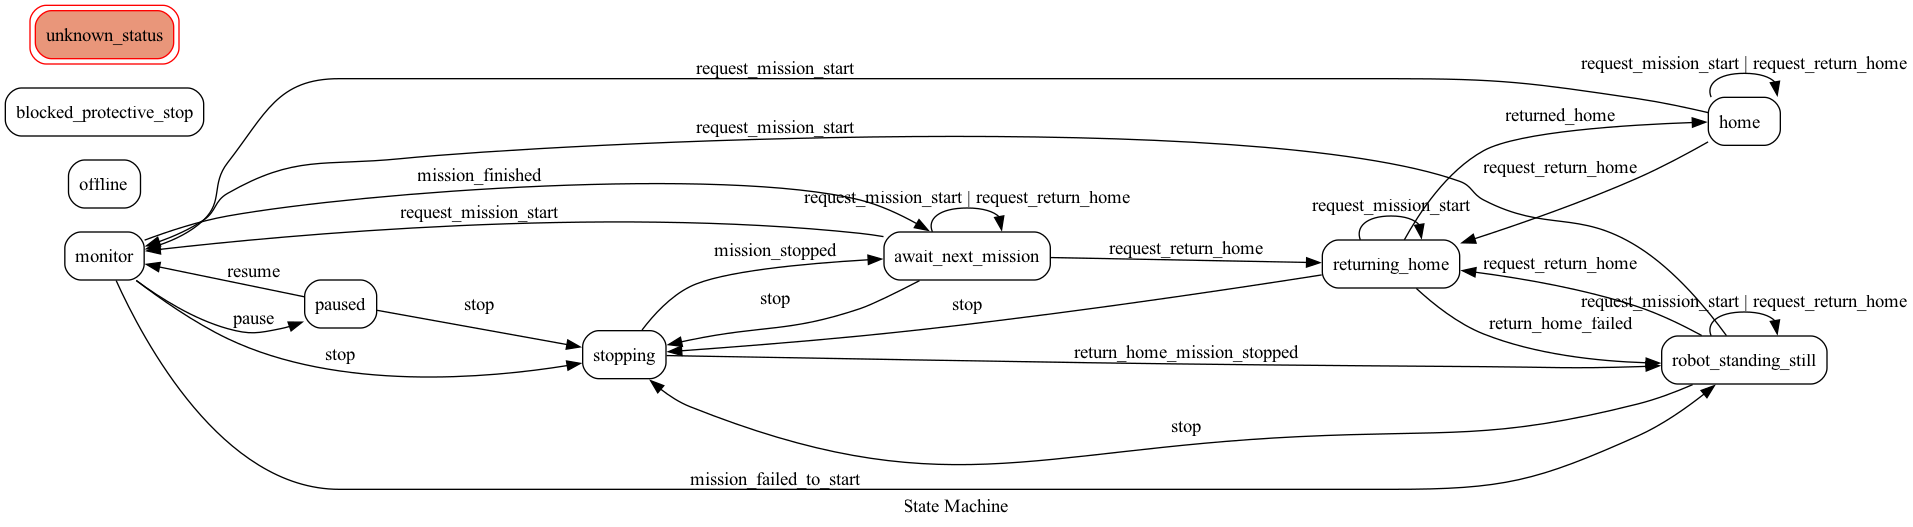 unknown_status
request_mission_start
request_mission_start | request_return_home
blocked_protective_stop
returned_home
home
request_mission_start
request_return_home
mission_finished
offline
request_mission_start | request_return_home
request_mission_start
request_mission_start
monitor
mission_stopped
await_next_mission
request_return_home
returning_home
request_return_home
resume
paused
stop
stop
stop
request_mission_start | request_return_home
pause
return_home_failed
stop
stopping
return_home_mission_stopped
robot_standing_still
stop
mission_failed_to_start
State Machine